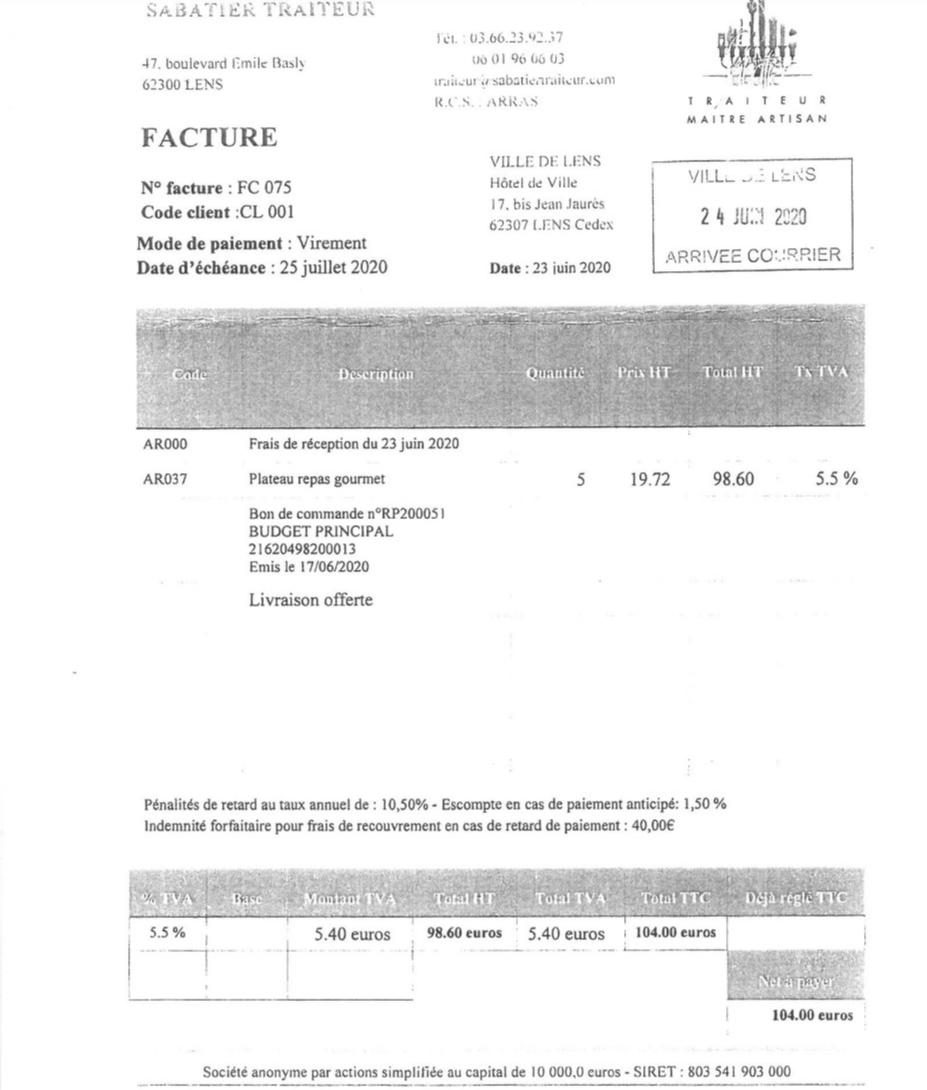 SABATIER TRAITEUR
47, boulevard Emile Basly
62300 LENS
Tél. : 03.66.23.92.37
06 01 96 06 03
traiteur@sabatiertraiteur.com
R.C.S. : ARRAS
TRAITEUR
MAITRE ARTISAN
FACTURE
N° facture : FC 075
Code client :CL 001
Mode de paiement : Virement
Date d'échéance : 25 juillet 2020
VILLE DE LENS
Hôtel de Ville
17, bis Jean Jaurès
62307 LENS Cedex
Date : 23 juin 2020
VILLE DE LENS
24 JUIN 2020
ARRIVEE COURRIER
Code Description Quantité Prix HT Total HT Tx TVA
AR000 Frais de réception du 23 juin 2020
AR037 Plateau repas gourmet 5 19.72 98.60 5.5 %
Bon de commande n°RP200051
BUDGET PRINCIPAL
21620498200013
Emis le 17/06/2020
Livraison offerte
Pénalités de retard au taux annuel de : 10,50% - Escompte en cas de paiement anticipé: 1,50 %
Indemnité forfaitaire pour frais de recouvrement en cas de retard de paiement : 40,00€
% TVA Base Montant TVA Total HT Total TVA Total TTC Déjà réglé TTC
5.5 % 5.40 euros 98.60 euros 5.40 euros 104.00 euros
Net à payer
104.00 euros
Société anonyme par actions simplifiée au capital de 10 000,0 euros - SIRET : 803 541 903 000